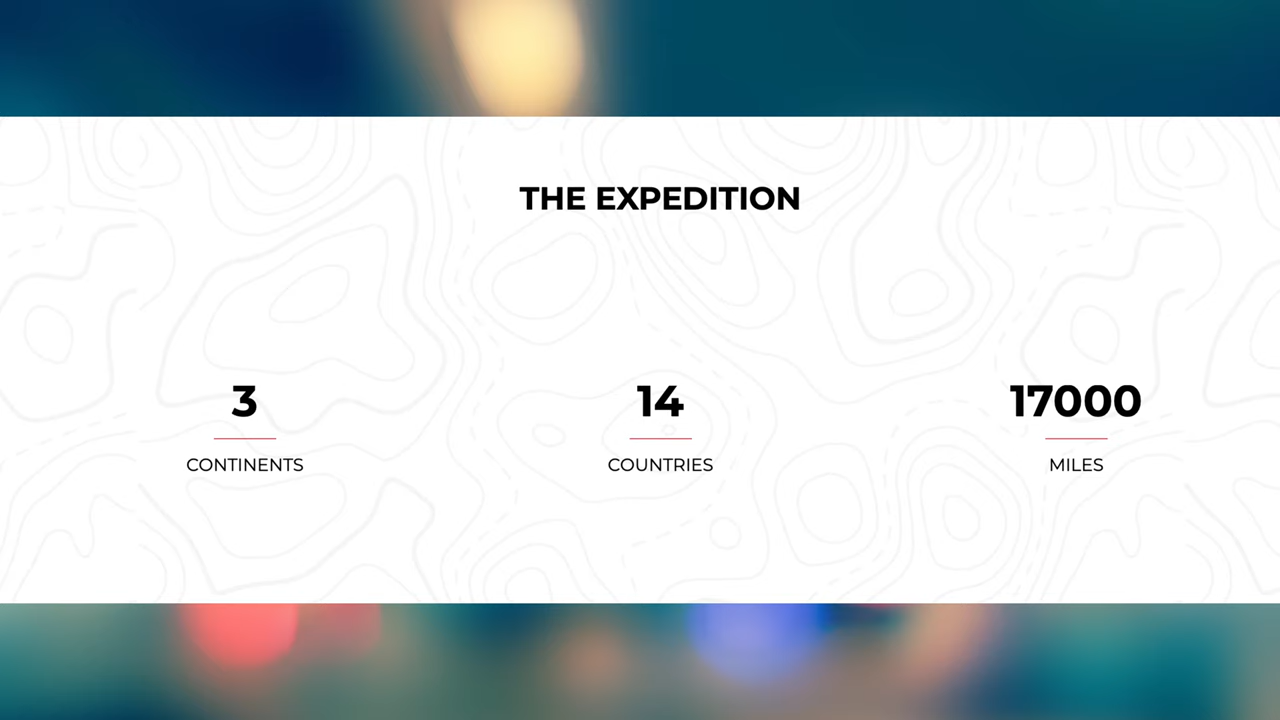 THE EXPEDITION
3
14
17000
CONTINENTS
COUNTRIES
MILES